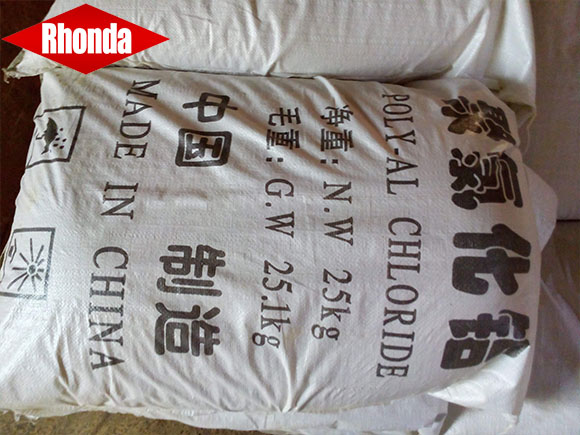 Rhonda
聚氯化铝
POLY-AL CHLORIDE
净重：N.W 25kg
毛重：G.W 25.1kg
中国 制造
MADE IN CHINA